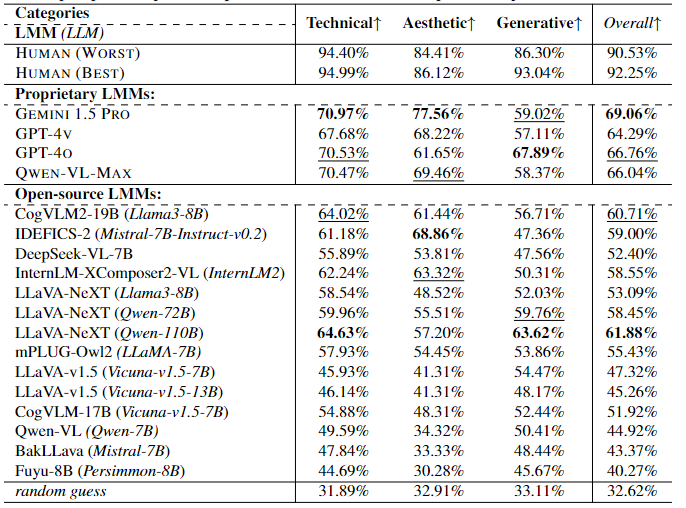 Categories
LMM (LLM) Technical↑ Aesthetic↑ Generative↑ Overall↑
HUMAN (WORST) 94.40% 84.41% 86.30% 90.53%
HUMAN (BEST) 94.99% 86.12% 93.04% 92.25%
Proprietary LMMs:
GEMINI 1.5 PRO 70.97% 77.56% 59.02% 69.06%
GPT-4V 67.68% 68.22% 57.11% 64.29%
GPT-4O 70.53% 61.65% 67.89% 66.76%
QWEN-VL-MAX 70.47% 69.46% 58.37% 66.04%
Open-source LMMs:
CogVLM2-19B (Llama3-8B) 64.02% 61.44% 56.71% 60.71%
IDEFICS-2 (Mistral-7B-Instruct-v0.2) 61.18% 68.86% 47.36% 59.00%
DeepSeek-VL-7B 55.89% 53.81% 47.56% 52.40%
InternLM-XComposer2-VL (InternLM2) 62.24% 63.32% 50.31% 58.55%
LLaVA-NeXT (Llama3-8B) 58.54% 48.52% 52.03% 53.09%
LLaVA-NeXT (Qwen-72B) 59.96% 55.51% 59.76% 58.45%
LLaVA-NeXT (Qwen-110B) 64.63% 57.20% 63.62% 61.88%
mPLUG-Owl2 (LLaMA-7B) 57.93% 54.45% 53.86% 55.43%
LLaVA-v1.5 (Vicuna-v1.5-7B) 45.93% 41.31% 54.47% 47.32%
LLaVA-v1.5 (Vicuna-v1.5-13B) 46.14% 41.31% 48.17% 45.26%
CogVLM-17B (Vicuna-v1.5-7B) 54.88% 48.31% 52.44% 51.92%
Qwen-VL (Qwen-7B) 49.59% 34.32% 50.41% 44.92%
BakLLava (Mistral-7B) 47.84% 33.33% 48.44% 43.37%
Fuyu-8B (Persimmon-8B) 44.69% 30.28% 45.67% 40.27%
random guess 31.89% 32.91% 33.11% 32.62%